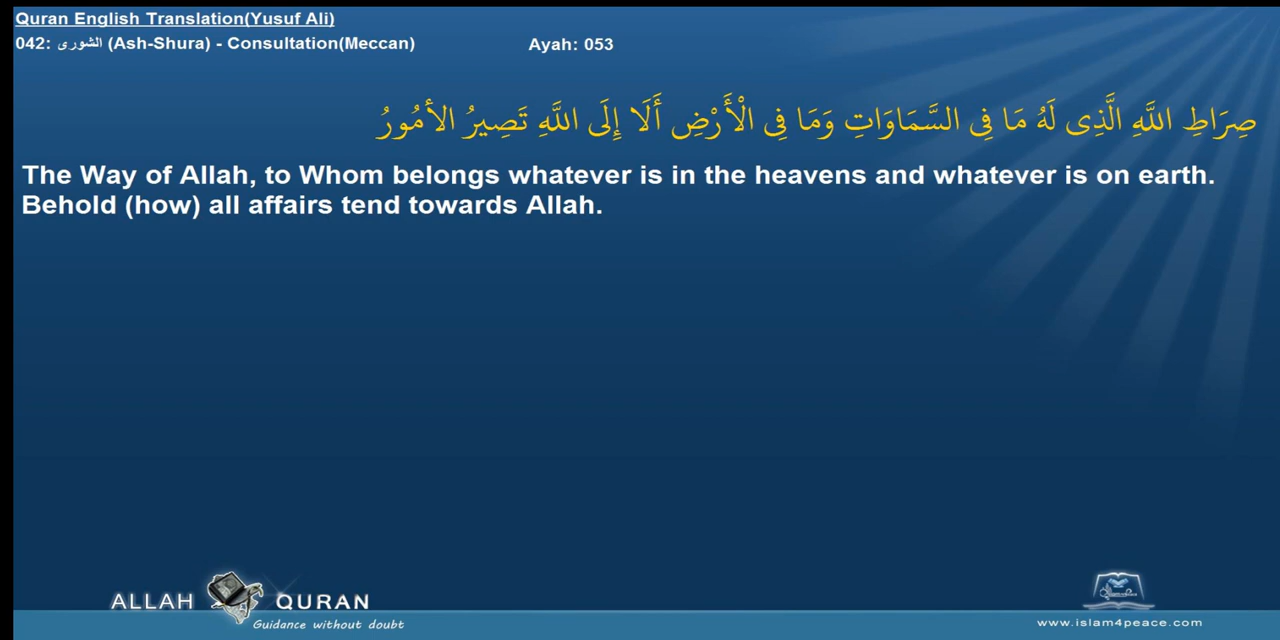 Quran English Translation(Yusuf Ali)
042: الشورى (Ash-Shura) - Consultation(Meccan) Ayah: 053
صِرَاطِ اللَّهِ الَّذِى لَهُ مَا فِى السَّمَاوَاتِ وَمَا فِى الْأَرْضِ أَلَا إِلَى اللَّهِ تَصِيرُ الأمُورُ
The Way of Allah, to Whom belongs whatever is in the heavens and whatever is on earth.
Behold (how) all affairs tend towards Allah.
ALLAH QURAN
Guidance without doubt
www.islam4peace.com